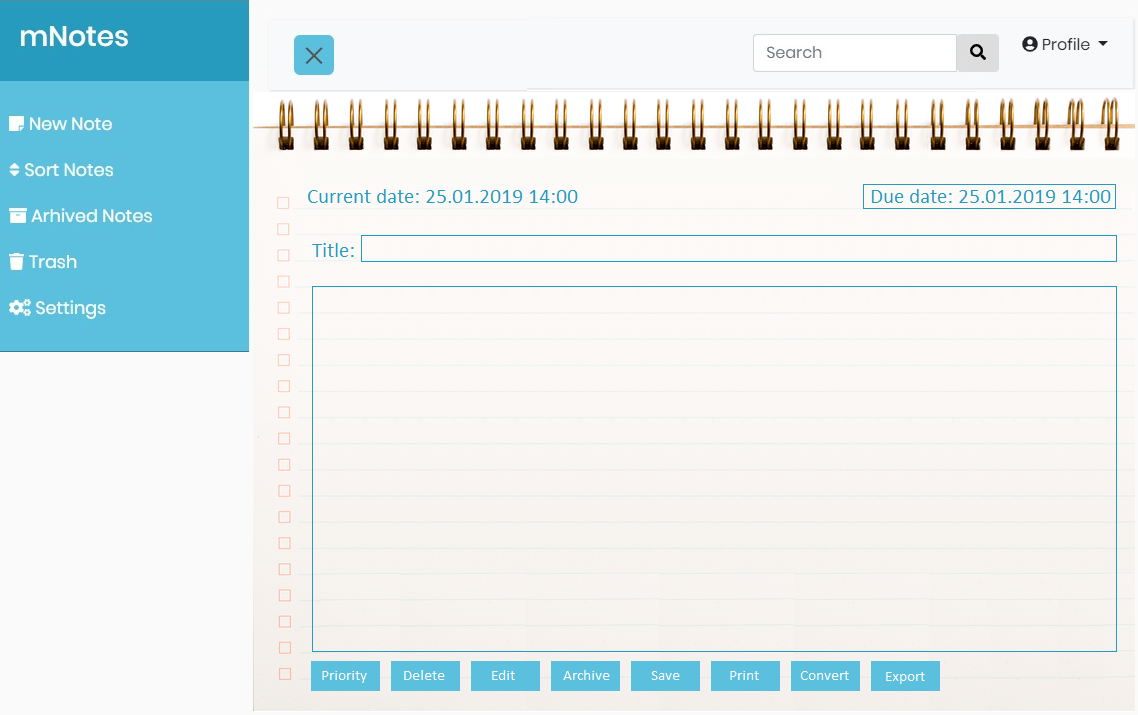 mNotes
Search
Profile
New Note
Sort Notes
Arhived Notes
Trash
Settings
Current date: 25.01.2019 14:00
Due date: 25.01.2019 14:00
Title:
Priority Delete Edit Archive Save Print Convert Export